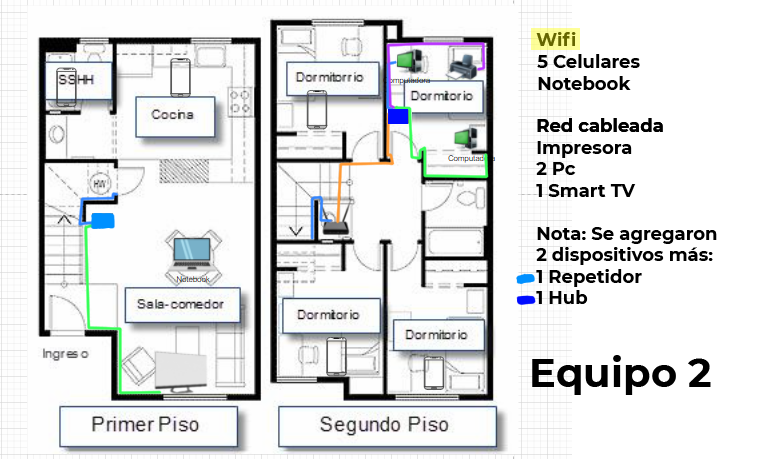 SSHH
Cocina
HW
Notebook
Sala-comedor
Ingreso
Primer Piso
Dormitorrio
Computadora
Dormitorio
Computadora
Dormitorio
Dormitorio
Segundo Piso
Wifi
5 Celulares
Notebook
Red cableada
Impresora
2 Pc
1 Smart TV
Nota: Se agregaron
2 dispositivos más:
1 Repetidor
1 Hub
Equipo 2